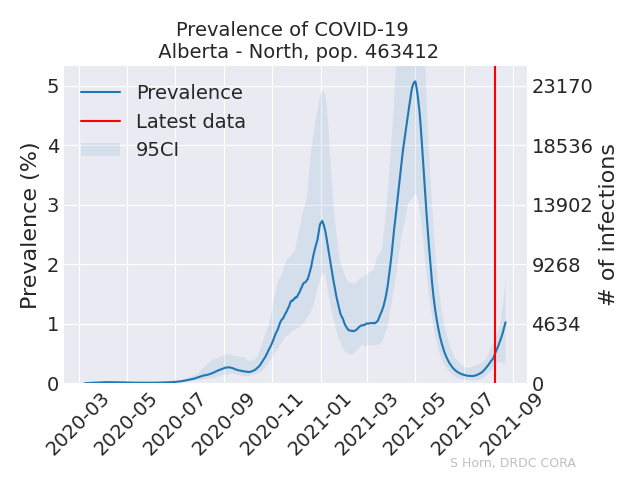 Prevalence of COVID-19
Alberta - North, pop. 463412
Prevalence
Latest data
95CI
Prevalence (%)
5
4
3
2
1
0
23170
18536
13902
9268
4634
0
# of infections
2020-03
2020-05
2020-07
2020-09
2020-11
2021-01
2021-03
2021-05
2021-07
2021-09
S Horn, DRDC CORA